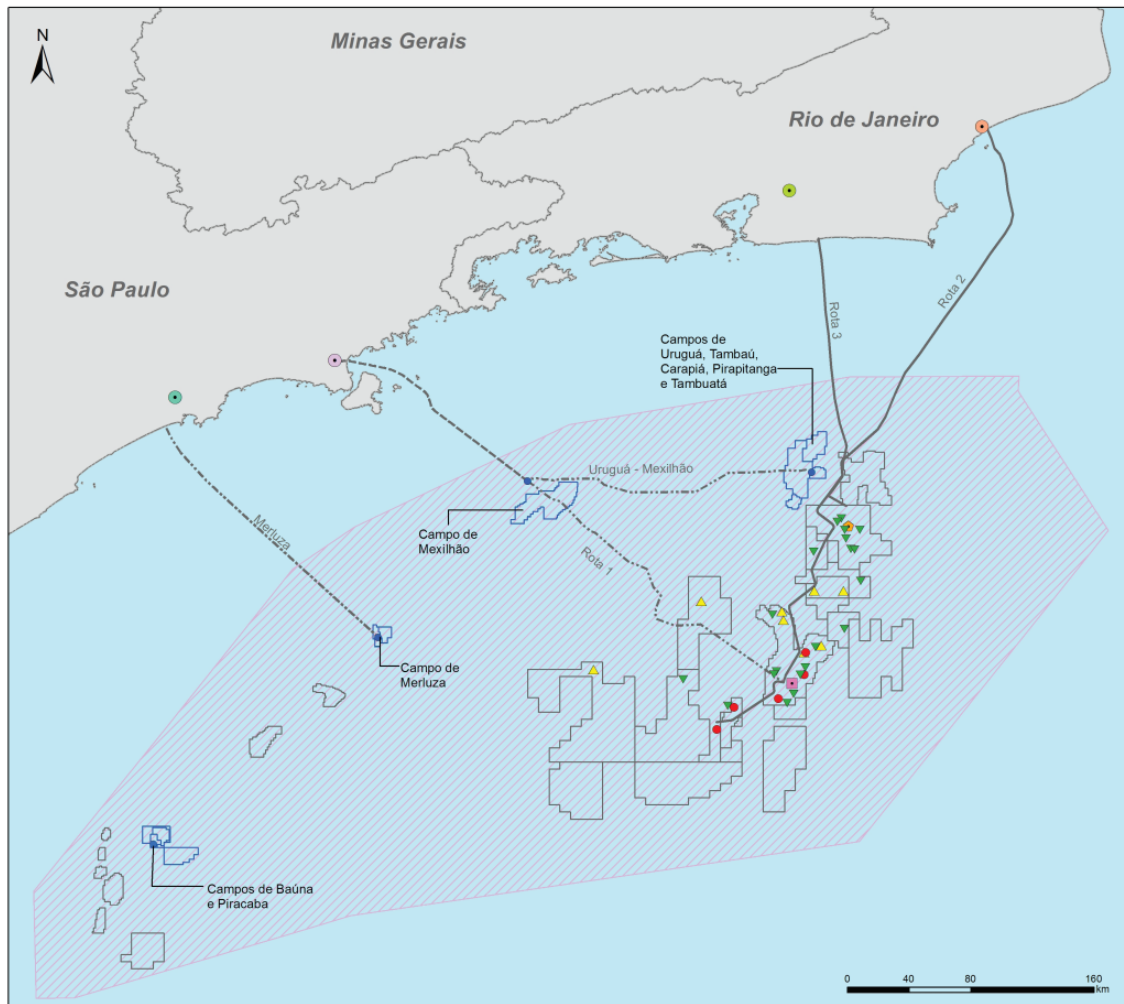 N
Minas Gerais
Rio de Janeiro
São Paulo
Rota 3
Rota 2
Campos de
Uruguá, Tambaú,
Carapiá, Pirapitanga
e Tambuatá
Uruguá - Mexilhão
Campo de
Mexilhão
Merluza
Rota 1
Campo de
Merluza
Campos de Baúna
e Piracaba
0 40 80 160
km